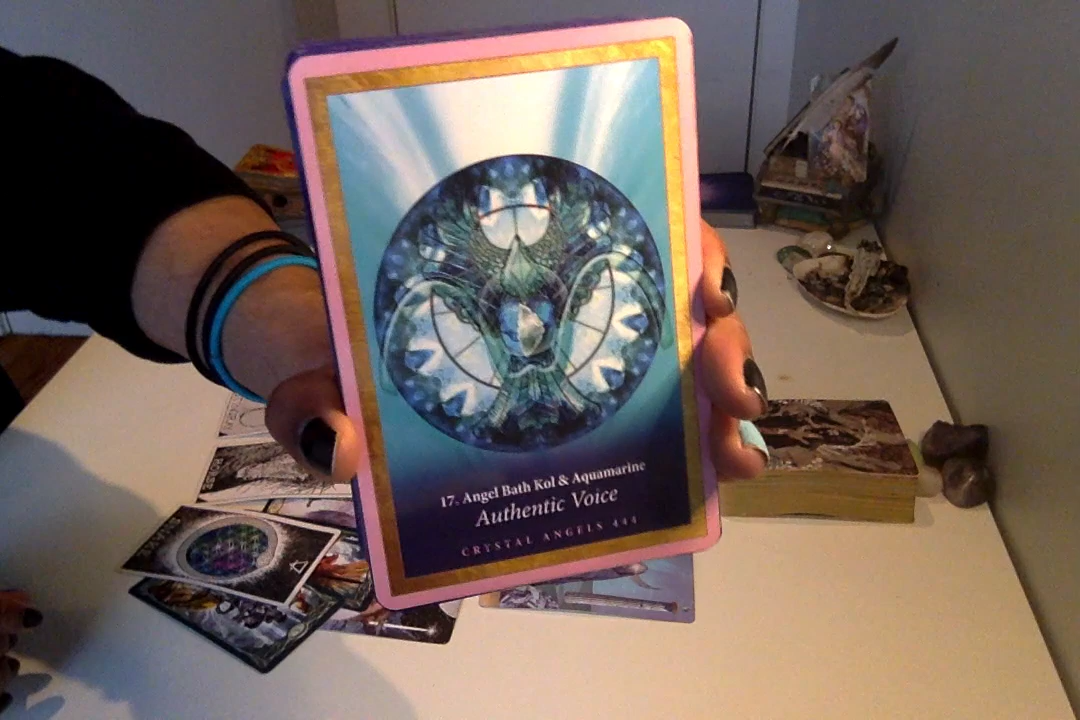 17. Angel Bath Kol & Aquamarine
Authentic Voice
CRYSTAL ANGELS 444